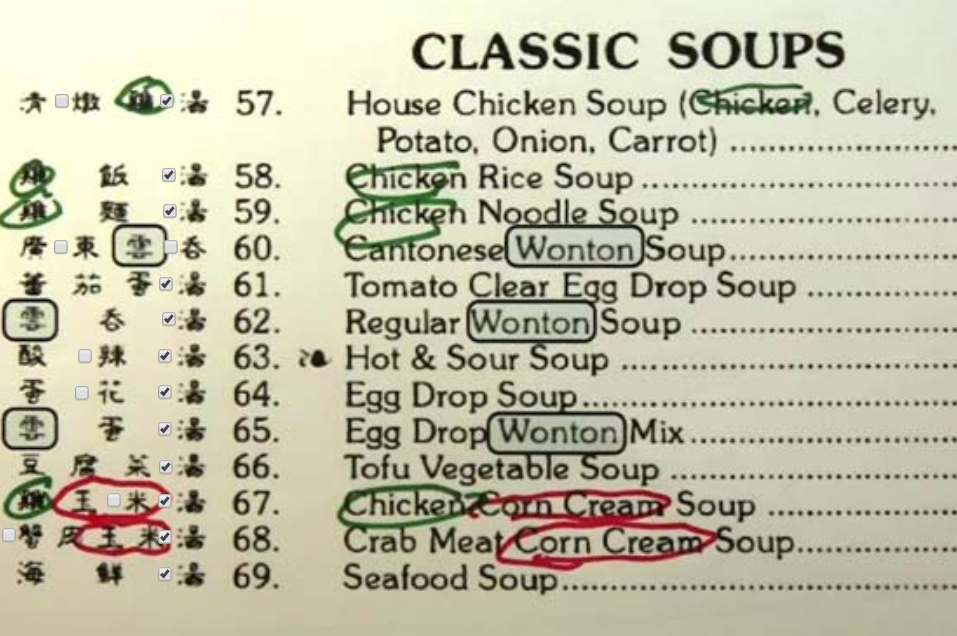 CLASSIC SOUPS
清 燉 雞 湯 57. House Chicken Soup (Chicken, Celery,
Potato, Onion, Carrot)
雞 飯 湯 58. Chicken Rice Soup
雞 麵 湯 59. Chicken Noodle Soup
廣 東 雲 吞 60. Cantonese Wonton Soup
蕃 茄 蛋 湯 61. Tomato Clear Egg Drop Soup
雲 吞 湯 62. Regular Wonton Soup
酸 辣 湯 63. Hot & Sour Soup
蛋 花 湯 64. Egg Drop Soup
雲 蛋 湯 65. Egg Drop Wonton Mix
豆 腐 菜 湯 66. Tofu Vegetable Soup
雞 玉 米 湯 67. Chicken Corn Cream Soup
蟹 肉 玉 米 湯 68. Crab Meat Corn Cream Soup
海 鮮 湯 69. Seafood Soup